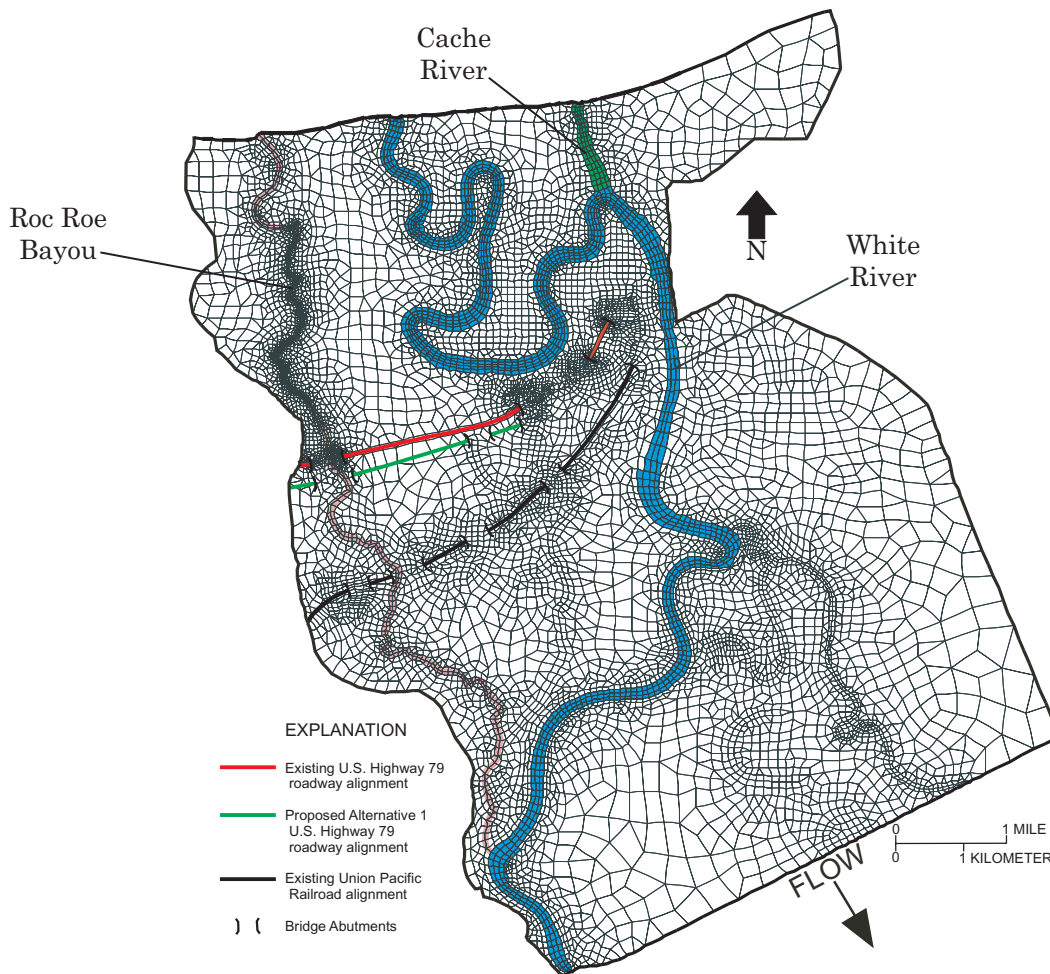 Cache
River
Roc Roe
Bayou
N
White
River
EXPLANATION
Existing U.S. Highway 79
roadway alignment
Proposed Alternative 1
U.S. Highway 79
roadway alignment
Existing Union Pacific
Railroad alignment
Bridge Abutments
0 1 MILE
0 1 KILOMETER
FLOW